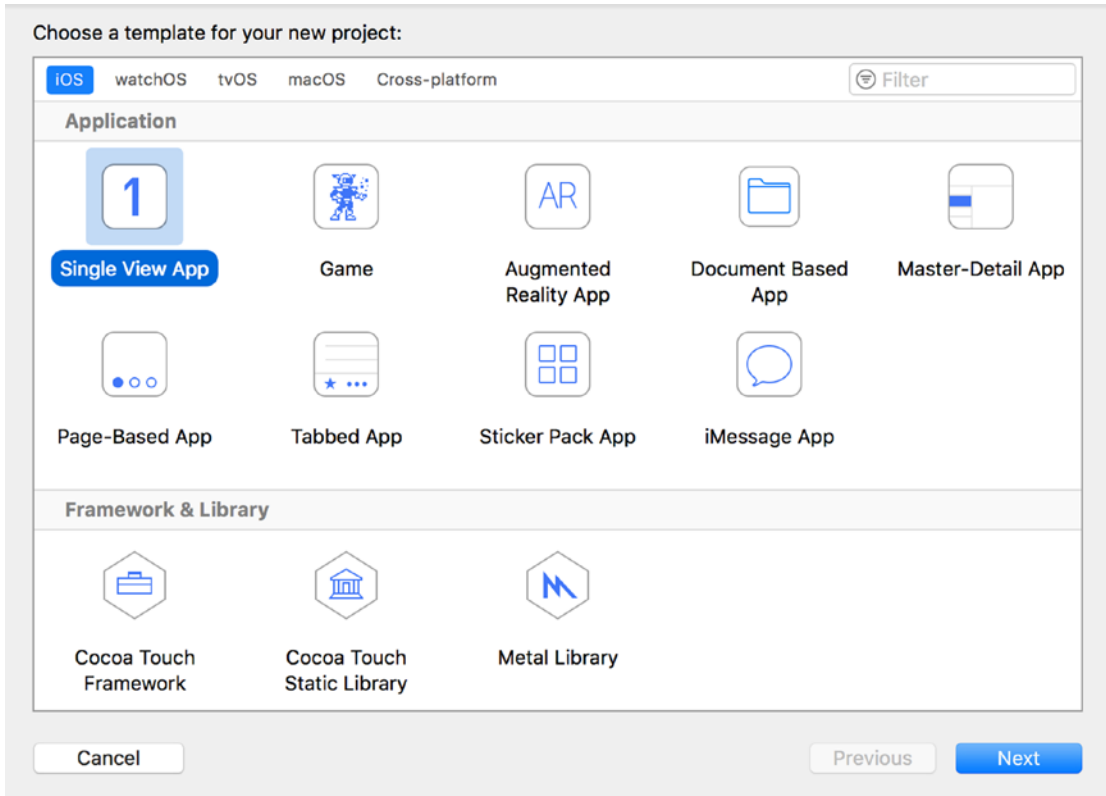 Choose a template for your new project:
iOS watchOS tvOS macOS Cross-platform Filter
Application
1 AR
Single View App Game Augmented Reality App Document Based App Master-Detail App
Page-Based App Tabbed App Sticker Pack App iMessage App
Framework & Library
Cocoa Touch Framework Cocoa Touch Static Library Metal Library
Cancel Previous Next